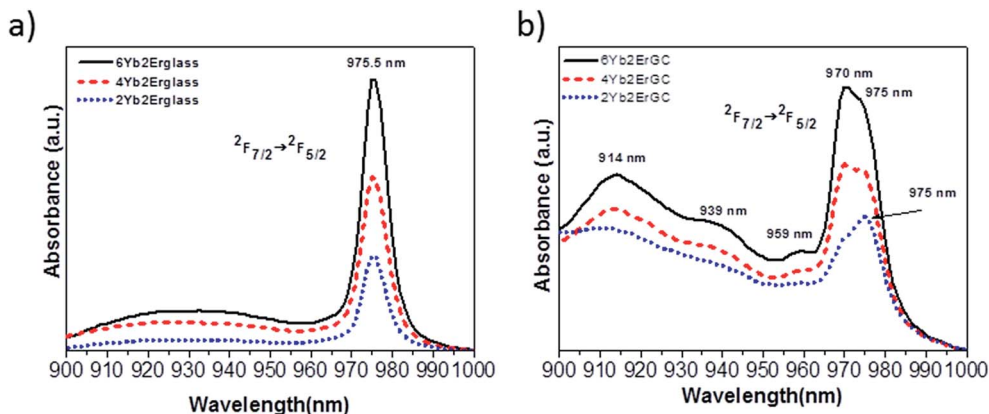 a)
6Yb2Erglass
4Yb2Erglass
2Yb2Erglass
975.5 nm
²F₇/₂→²F₅/₂
Absorbance (a.u.)
900 910 920 930 940 950 960 970 980 990 1000
Wavelength(nm)
b)
6Yb2ErGC
4Yb2ErGC
2Yb2ErGC
970 nm
975 nm
²F₇/₂→²F₅/₂
914 nm
975 nm
939 nm
959 nm
Absorbance (a.u.)
900 910 920 930 940 950 960 970 980 990 1000
Wavelength(nm)